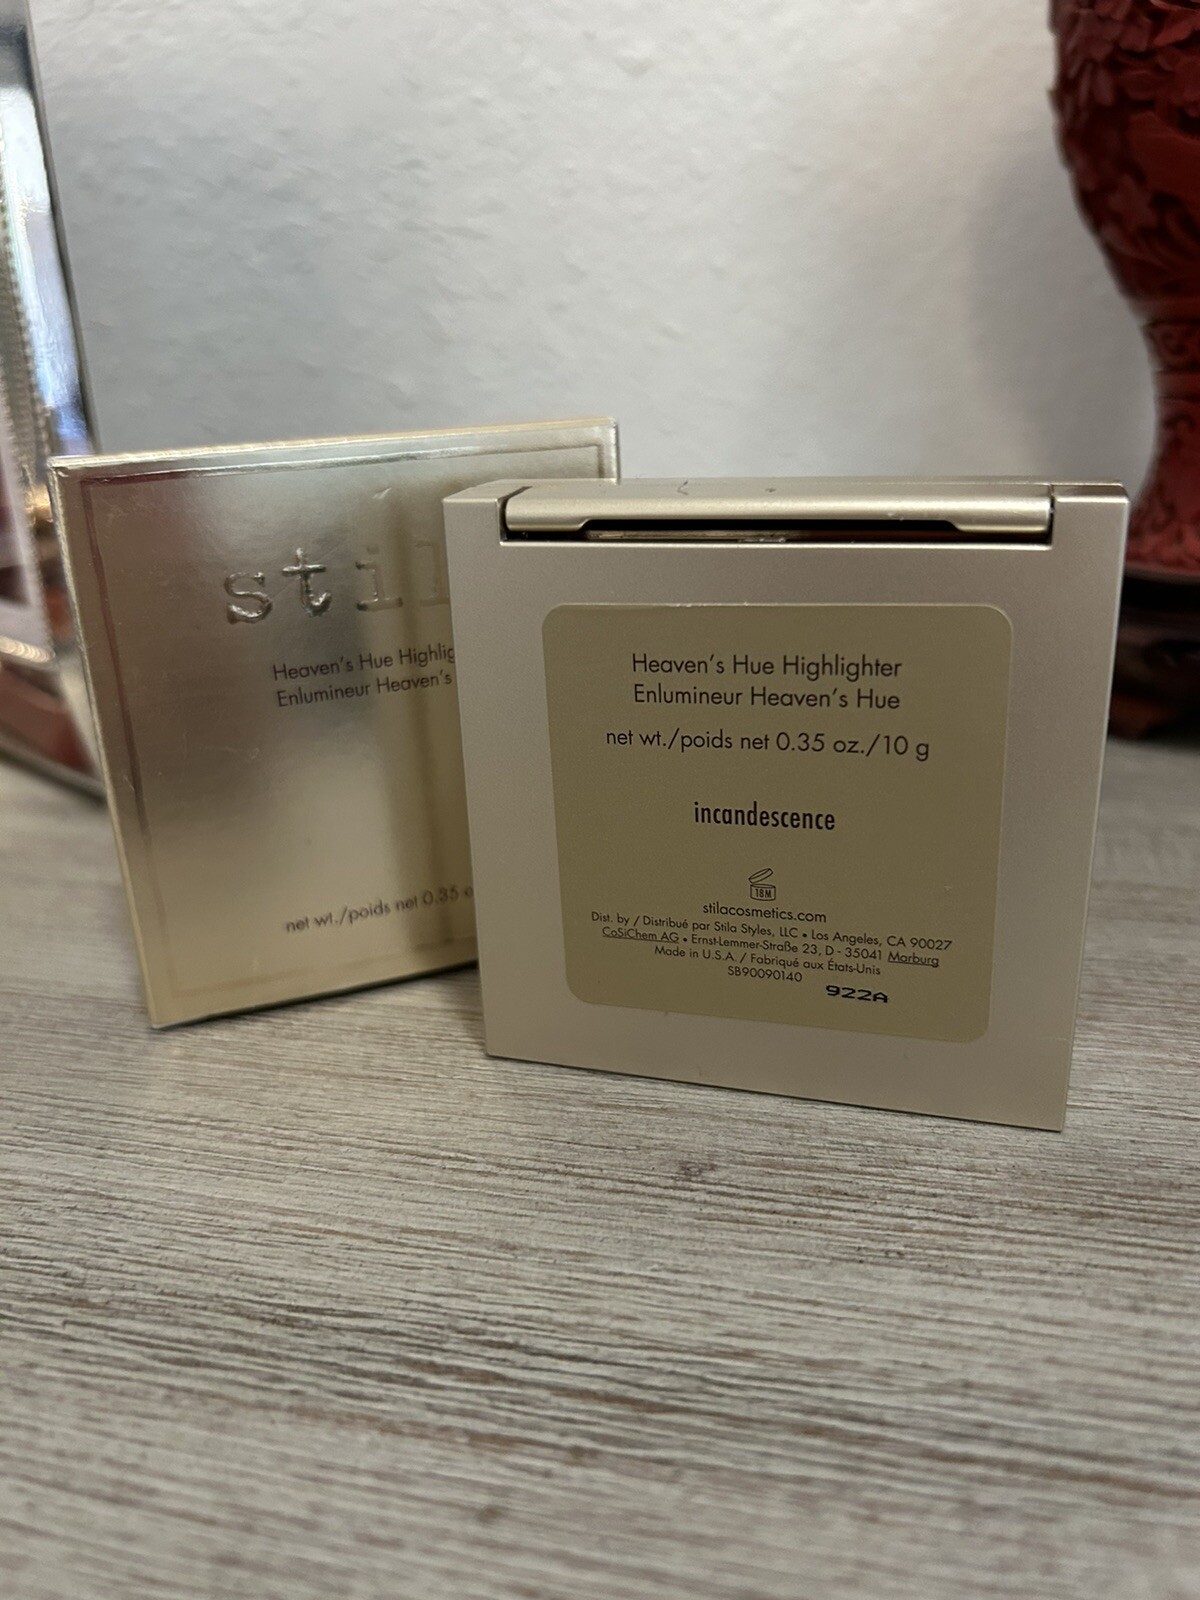 stil
Heaven's Hue Highlig
Enlumineur Heaven's
net wt./poids net 0.35 o
Heaven's Hue Highlighter
Enlumineur Heaven's Hue
net wt./poids net 0.35 oz./10 g
incandescence
18M
stilacosmetics.com
Dist. by / Distribué par Stila Styles, LLC • Los Angeles, CA 90027
CoSiChem AG • Ernst-Lemmer-Straße 23, D - 35041 Marburg
Made in U.S.A. / Fabriqué aux États-Unis
SB90090140
922A